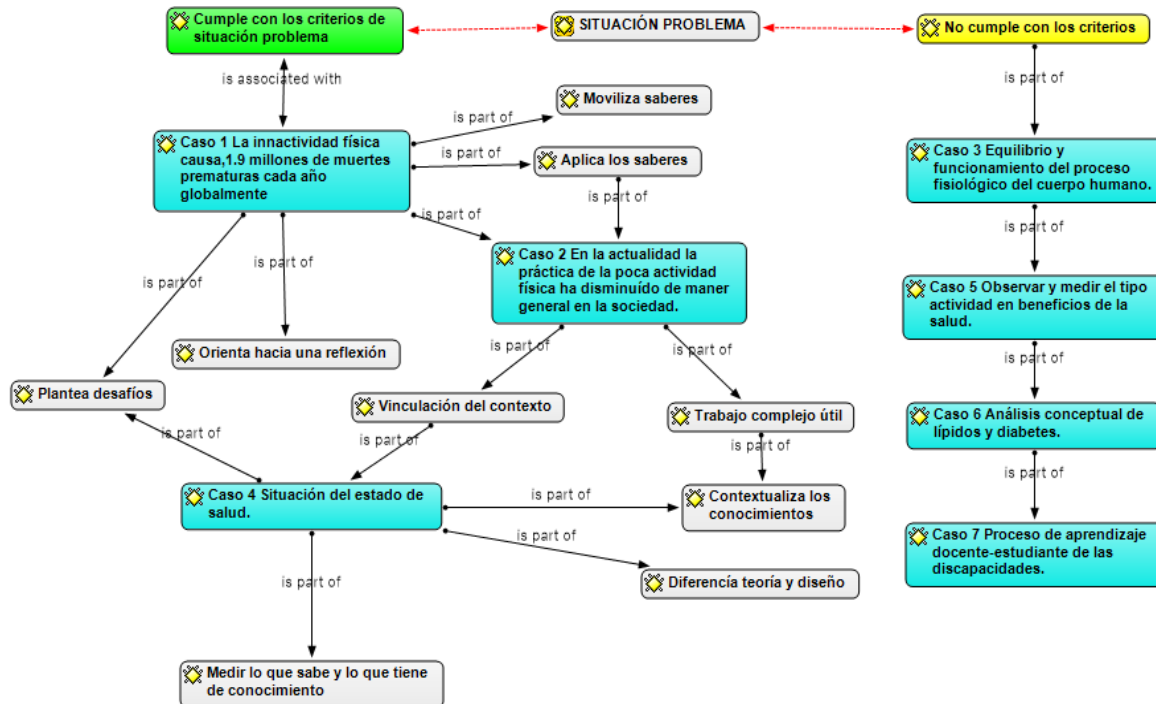 Cumple con los criterios de
situación problema
SITUACIÓN PROBLEMA
No cumple con los criterios
is associated with
is part of
Moviliza saberes
is part of
Caso 1 La innactividad física
causa,1.9 millones de muertes
prematuras cada año
globalmente
is part of
Aplica los saberes
Caso 3 Equilibrio y
funcionamiento del proceso
fisiológico del cuerpo humano.
is part of
is part of
is part of
Caso 2 En la actualidad la
práctica de la poca actividad
física ha disminuído de maner
general en la sociedad.
is part of
is part of
Caso 5 Observar y medir el tipo
actividad en beneficios de la
salud.
Orienta hacia una reflexión
is part of
is part of
is part of
Plantea desafíos
Vinculación del contexto
Trabajo complejo útil
Caso 6 Análisis conceptual de
lípidos y diabetes.
is part of
is part of
is part of
is part of
Caso 4 Situación del estado de
salud.
is part of
Contextualiza los
conocimientos
Caso 7 Proceso de aprendizaje
docente-estudiante de las
discapacidades.
is part of
is part of
Diferencía teoría y diseño
Medir lo que sabe y lo que tiene
de conocimiento